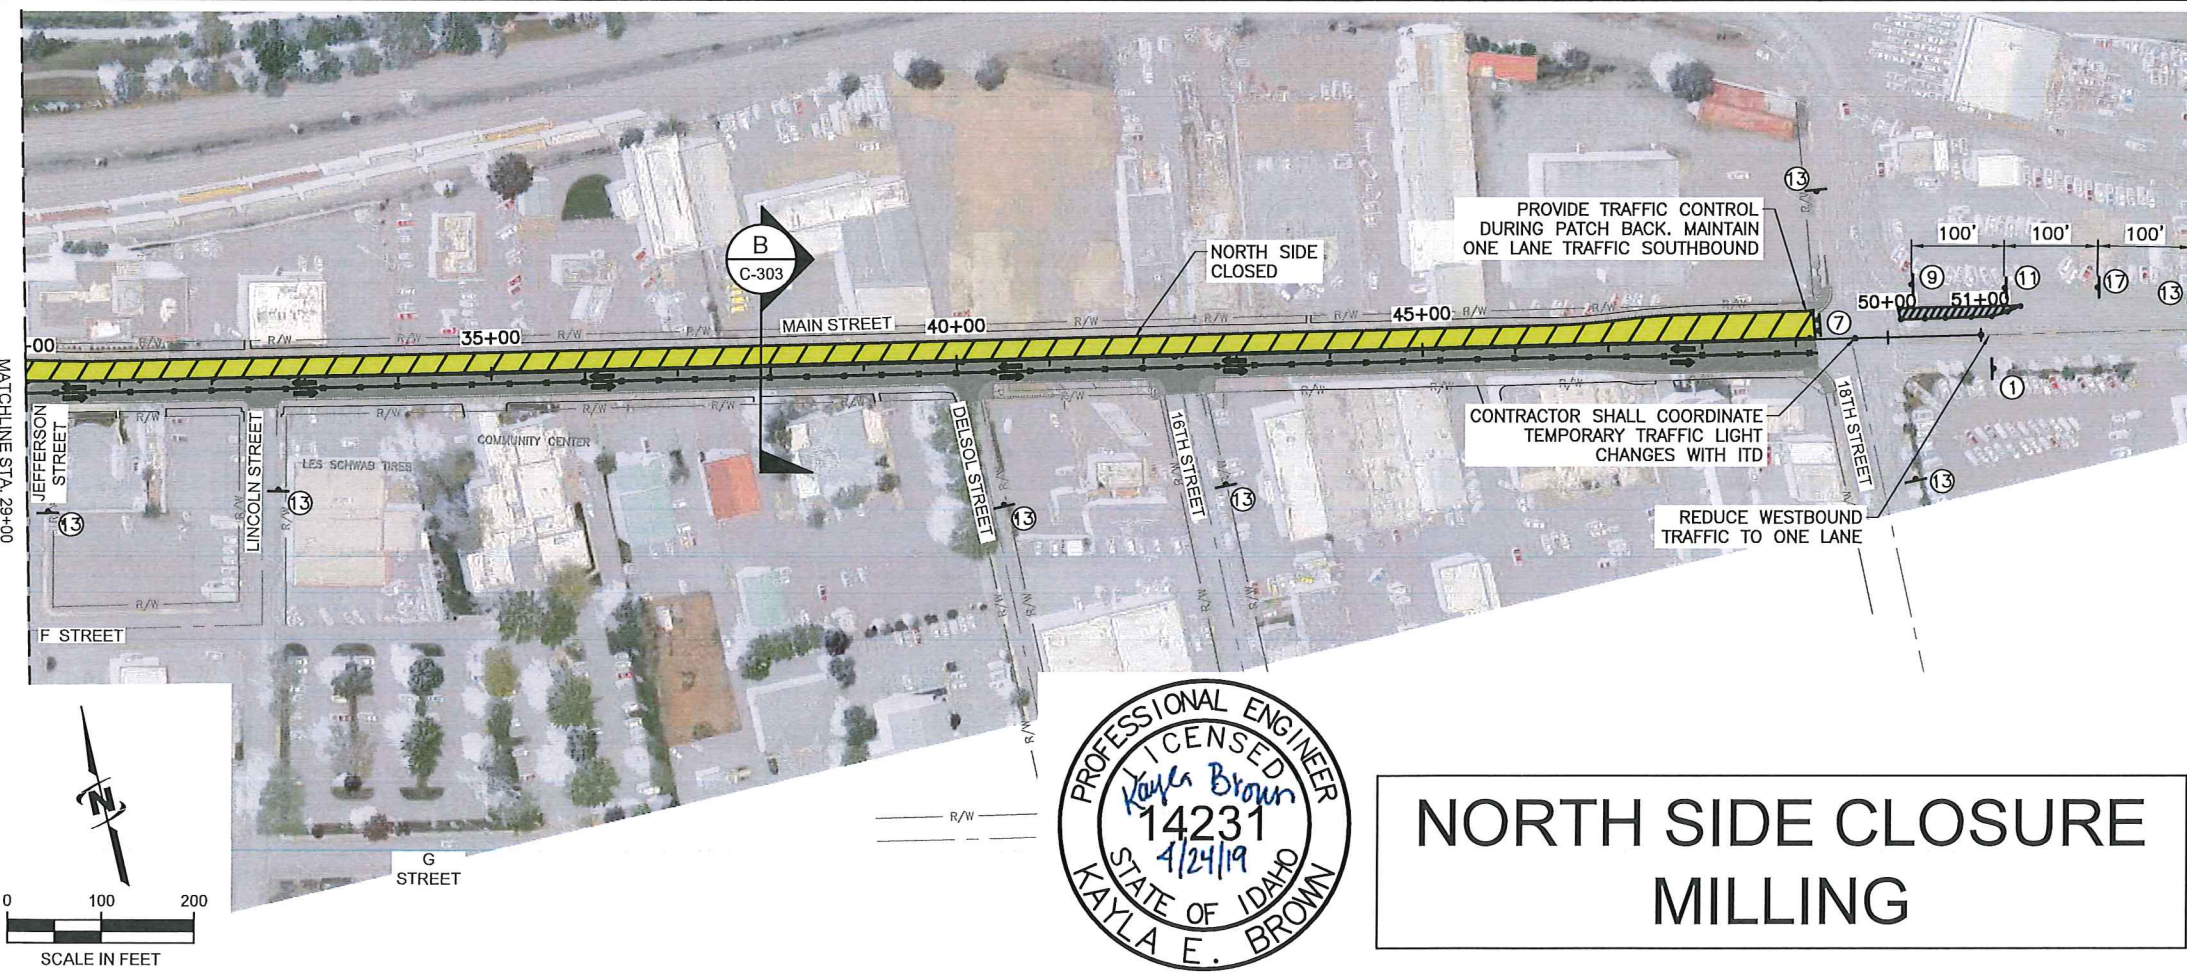 PROVIDE TRAFFIC CONTROL
DURING PATCH BACK. MAINTAIN
ONE LANE TRAFFIC SOUTHBOUND
13
100'
100'
100'
9
11
17
13
B
C-303
NORTH SIDE
CLOSED
50+00
51+00
MAIN STREET
40+00
45+00
35+00
-00
R/W
R/W
R/W
R/W
R/W
R/W
R/W
R/W
R/W
R/W
7
1
MATCHLINE STA. 29+00
JEFFERSON
STREET
LINCOLN STREET
DELSOL STREET
16TH STREET
18TH STREET
R/W
R/W
R/W
R/W
R/W
R/W
R/W
COMMUNITY CENTER
LES SCHWAB TIRES
CONTRACTOR SHALL COORDINATE
TEMPORARY TRAFFIC LIGHT
CHANGES WITH ITD
13
13
13
13
13
REDUCE WESTBOUND
TRAFFIC TO ONE LANE
R/W
R/W
R/W
R/W
R/W
R/W
R/W
F STREET
G
STREET
R/W
R/W
N
0 100 200
SCALE IN FEET
PROFESSIONAL ENGINEER
LICENSED
Kayla Brown
14231
4/24/19
STATE OF IDAHO
KAYLA E. BROWN
NORTH SIDE CLOSURE
MILLING